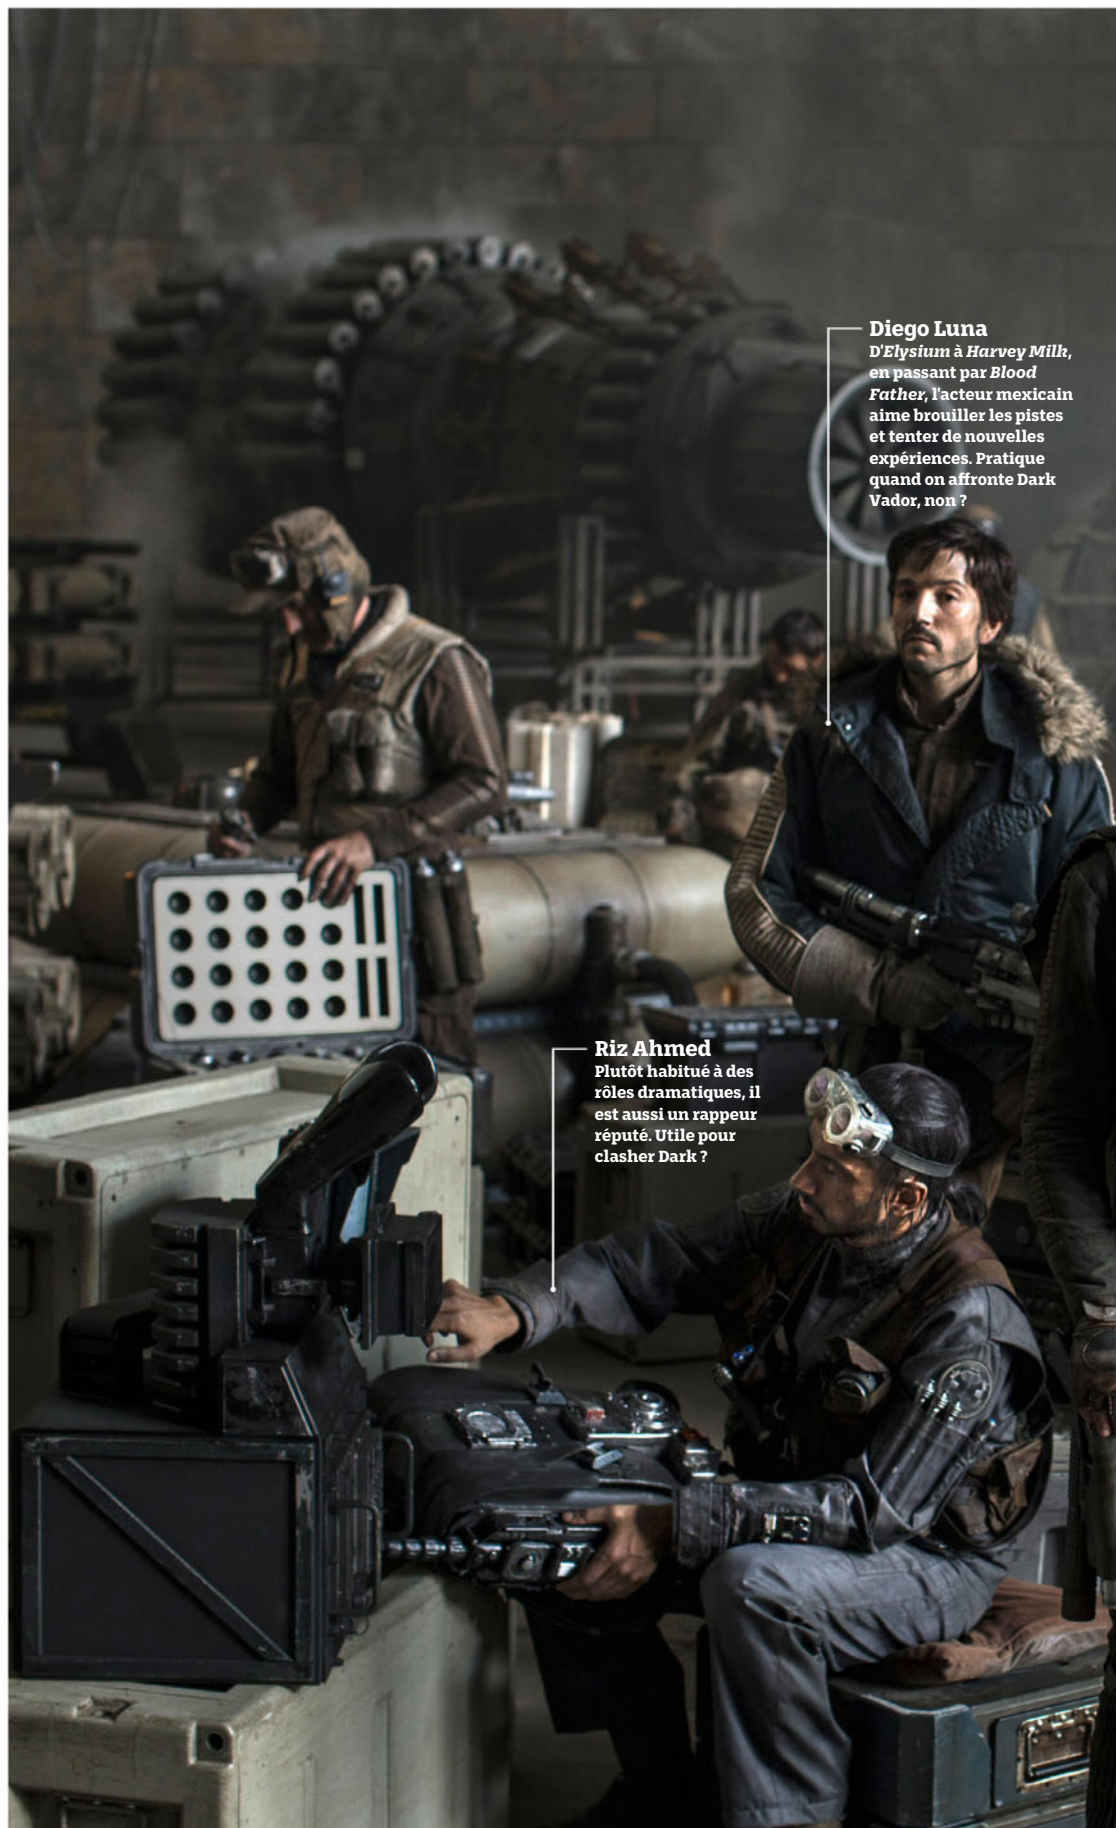 Diego Luna
D'Elysium à Harvey Milk,
en passant par Blood
Father, l'acteur mexicain
aime brouiller les pistes
et tenter de nouvelles
expériences. Pratique
quand on affronte Dark
Vador, non ?
Riz Ahmed
Plutôt habitué à des
rôles dramatiques, il
est aussi un rappeur
réputé. Utile pour
clasher Dark ?